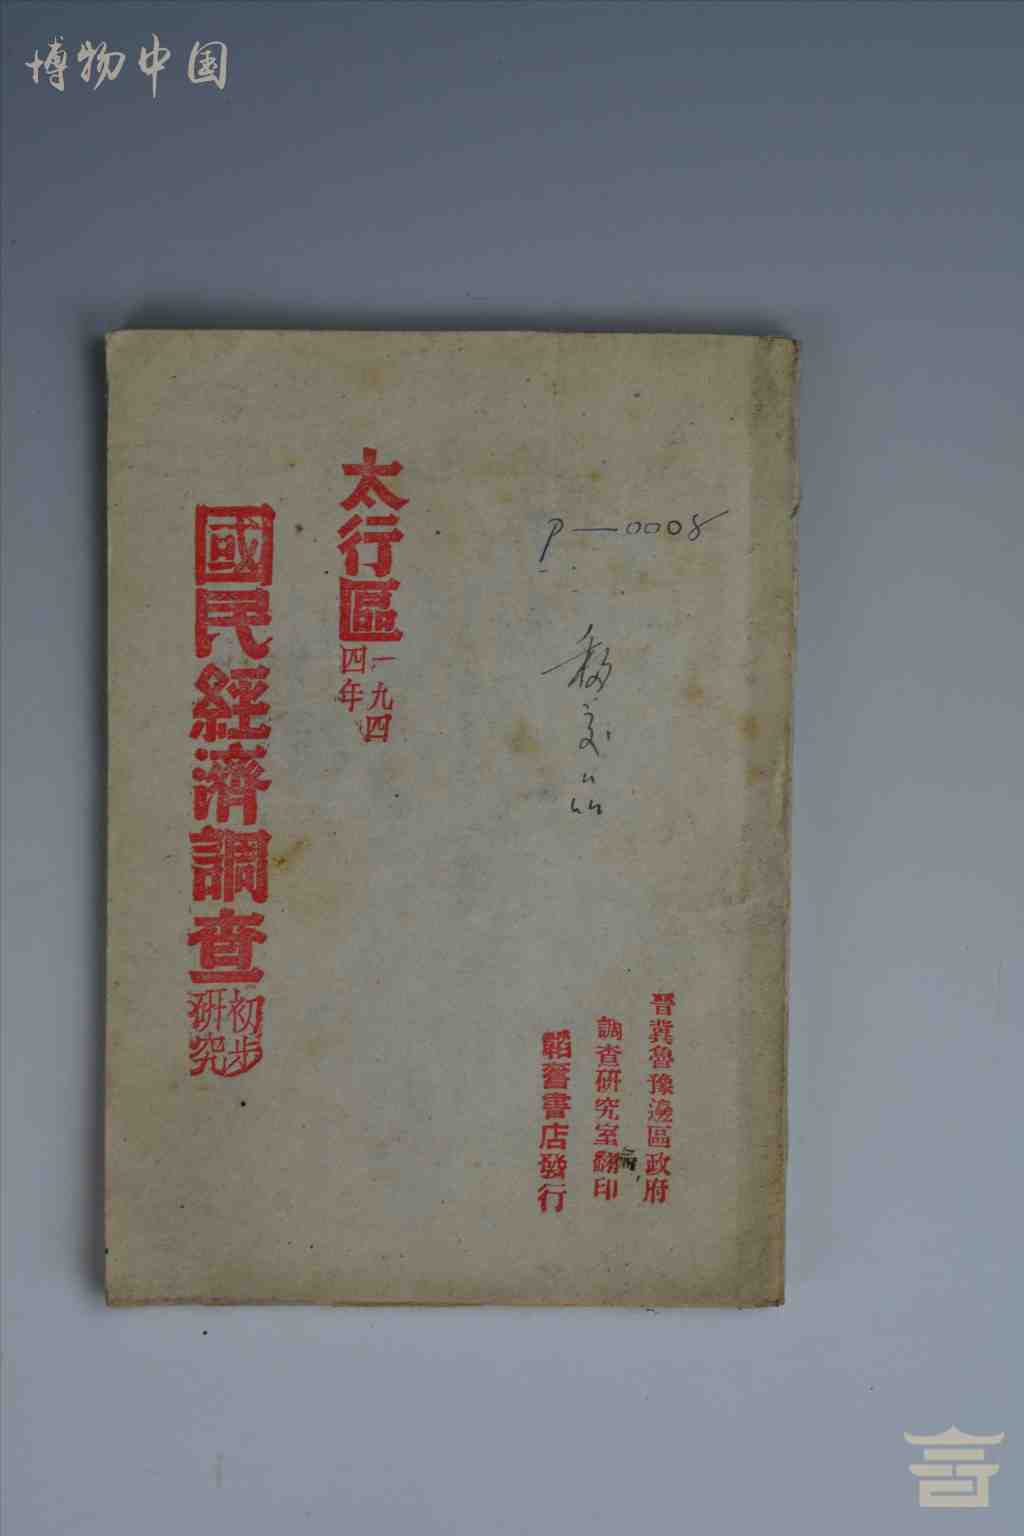 博物中国
P—0008
晉冀魯豫邊區政府
調查研究室翻印
韜奮書店發行
太行區
一九四
四年
國民經濟調查
初步
研究